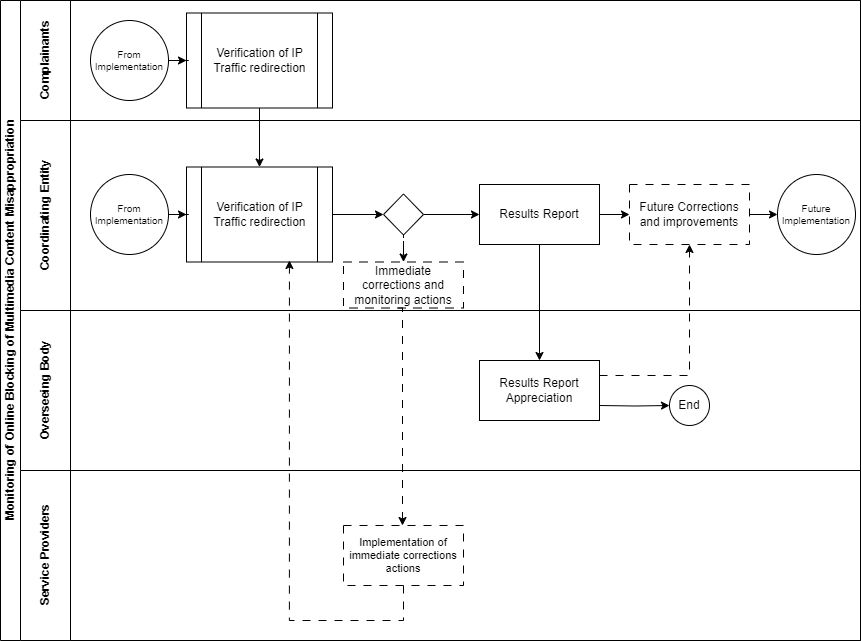 Monitoring of Online Blocking of Multimedia Content Misappropriation
Complainants
From
Implementation
Verification of IP
Traffic redirection
Coordinating Entity
From
Implementation
Verification of IP
Traffic redirection
Immediate
corrections and
monitoring actions
Results Report
Future Corrections
and improvements
Future
Implementation
Overseeing Body
Results Report
Appreciation
End
Service Providers
Implementation of
immediate corrections
actions